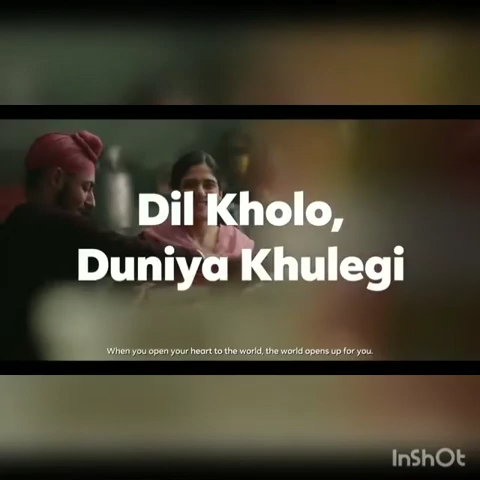 Dil Kholo,
Duniya Khulegi
When you open your heart to the world, the world opens up for you.
InShOt